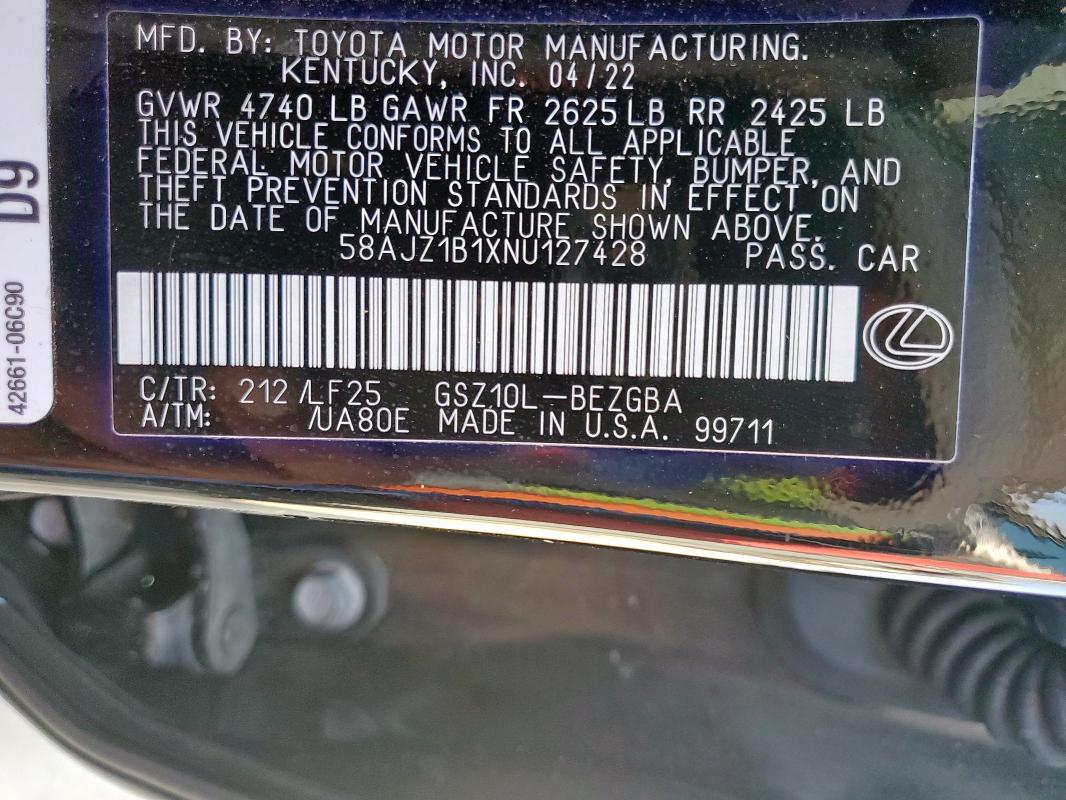 MFD. BY: TOYOTA MOTOR MANUFACTURING.
KENTUCKY, INC. 04/22
GVWR 4740 LB GAWR FR 2625 LB RR 2425 LB
THIS VEHICLE CONFORMS TO ALL APPLICABLE
FEDERAL MOTOR VEHICLE SAFETY, BUMPER, AND
THEFT PREVENTION STANDARDS IN EFFECT ON
THE DATE OF MANUFACTURE SHOWN ABOVE.
58AJZ1B1XNU127428 PASS. CAR
C/TR: 212 /LF25 GSZ10L-BEZGBA
A/TM: /UA80E MADE IN U.S.A. 99711
D9
42661-06C90